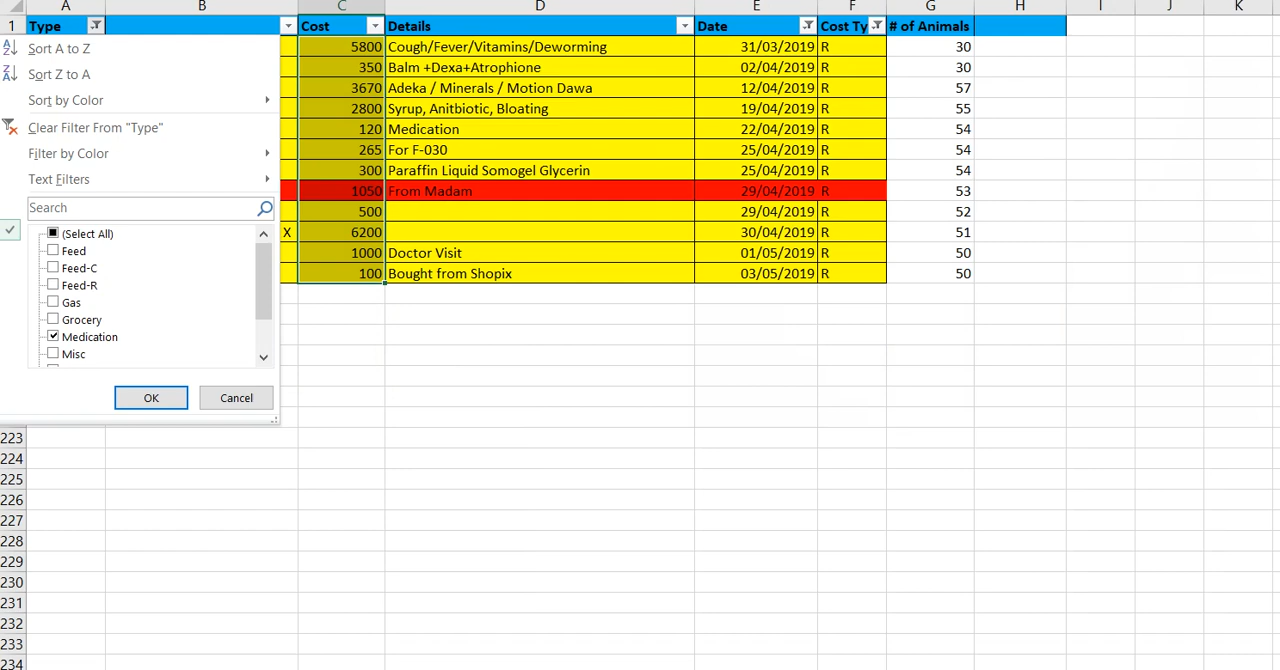 A B C D E F G H I J K
1 Type Cost Details Date Cost Ty # of Animals
Sort A to Z
Sort Z to A
Sort by Color
Clear Filter From "Type"
Filter by Color
Text Filters
Search
(Select All)
Feed
Feed-C
Feed-R
Gas
Grocery
Medication
Misc
OK Cancel
5800 Cough/Fever/Vitamins/Deworming 31/03/2019 R 30
350 Balm +Dexa+Atrophione 02/04/2019 R 30
3670 Adeka / Minerals / Motion Dawa 12/04/2019 R 57
2800 Syrup, Anitbiotic, Bloating 19/04/2019 R 55
120 Medication 22/04/2019 R 54
265 For F-030 25/04/2019 R 54
300 Paraffin Liquid Somogel Glycerin 25/04/2019 R 54
1050 From Madam 29/04/2019 R 53
500 29/04/2019 R 52
X 6200 30/04/2019 R 51
1000 Doctor Visit 01/05/2019 R 50
100 Bought from Shopix 03/05/2019 R 50
223
224
225
226
227
228
229
230
231
232
233
234